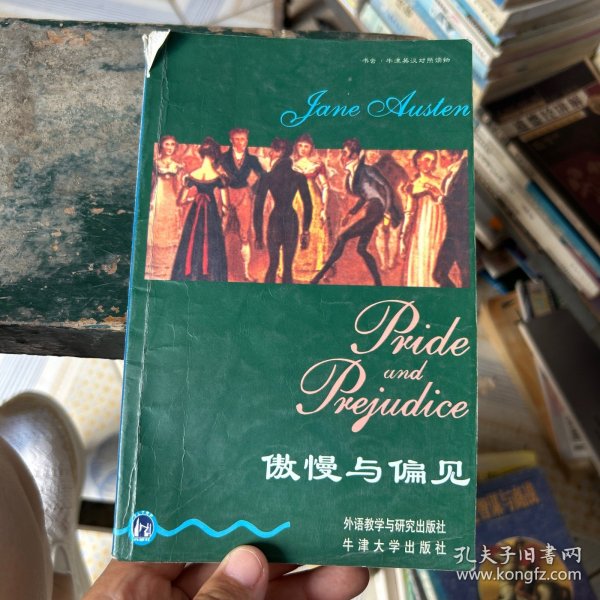 书虫·牛津英汉对照读物
Jane Austen
Pride
and
Prejudice
傲慢与偏见
外语教学与研究出版社
牛津大学出版社
孔夫子旧书网
www.kongfz.com